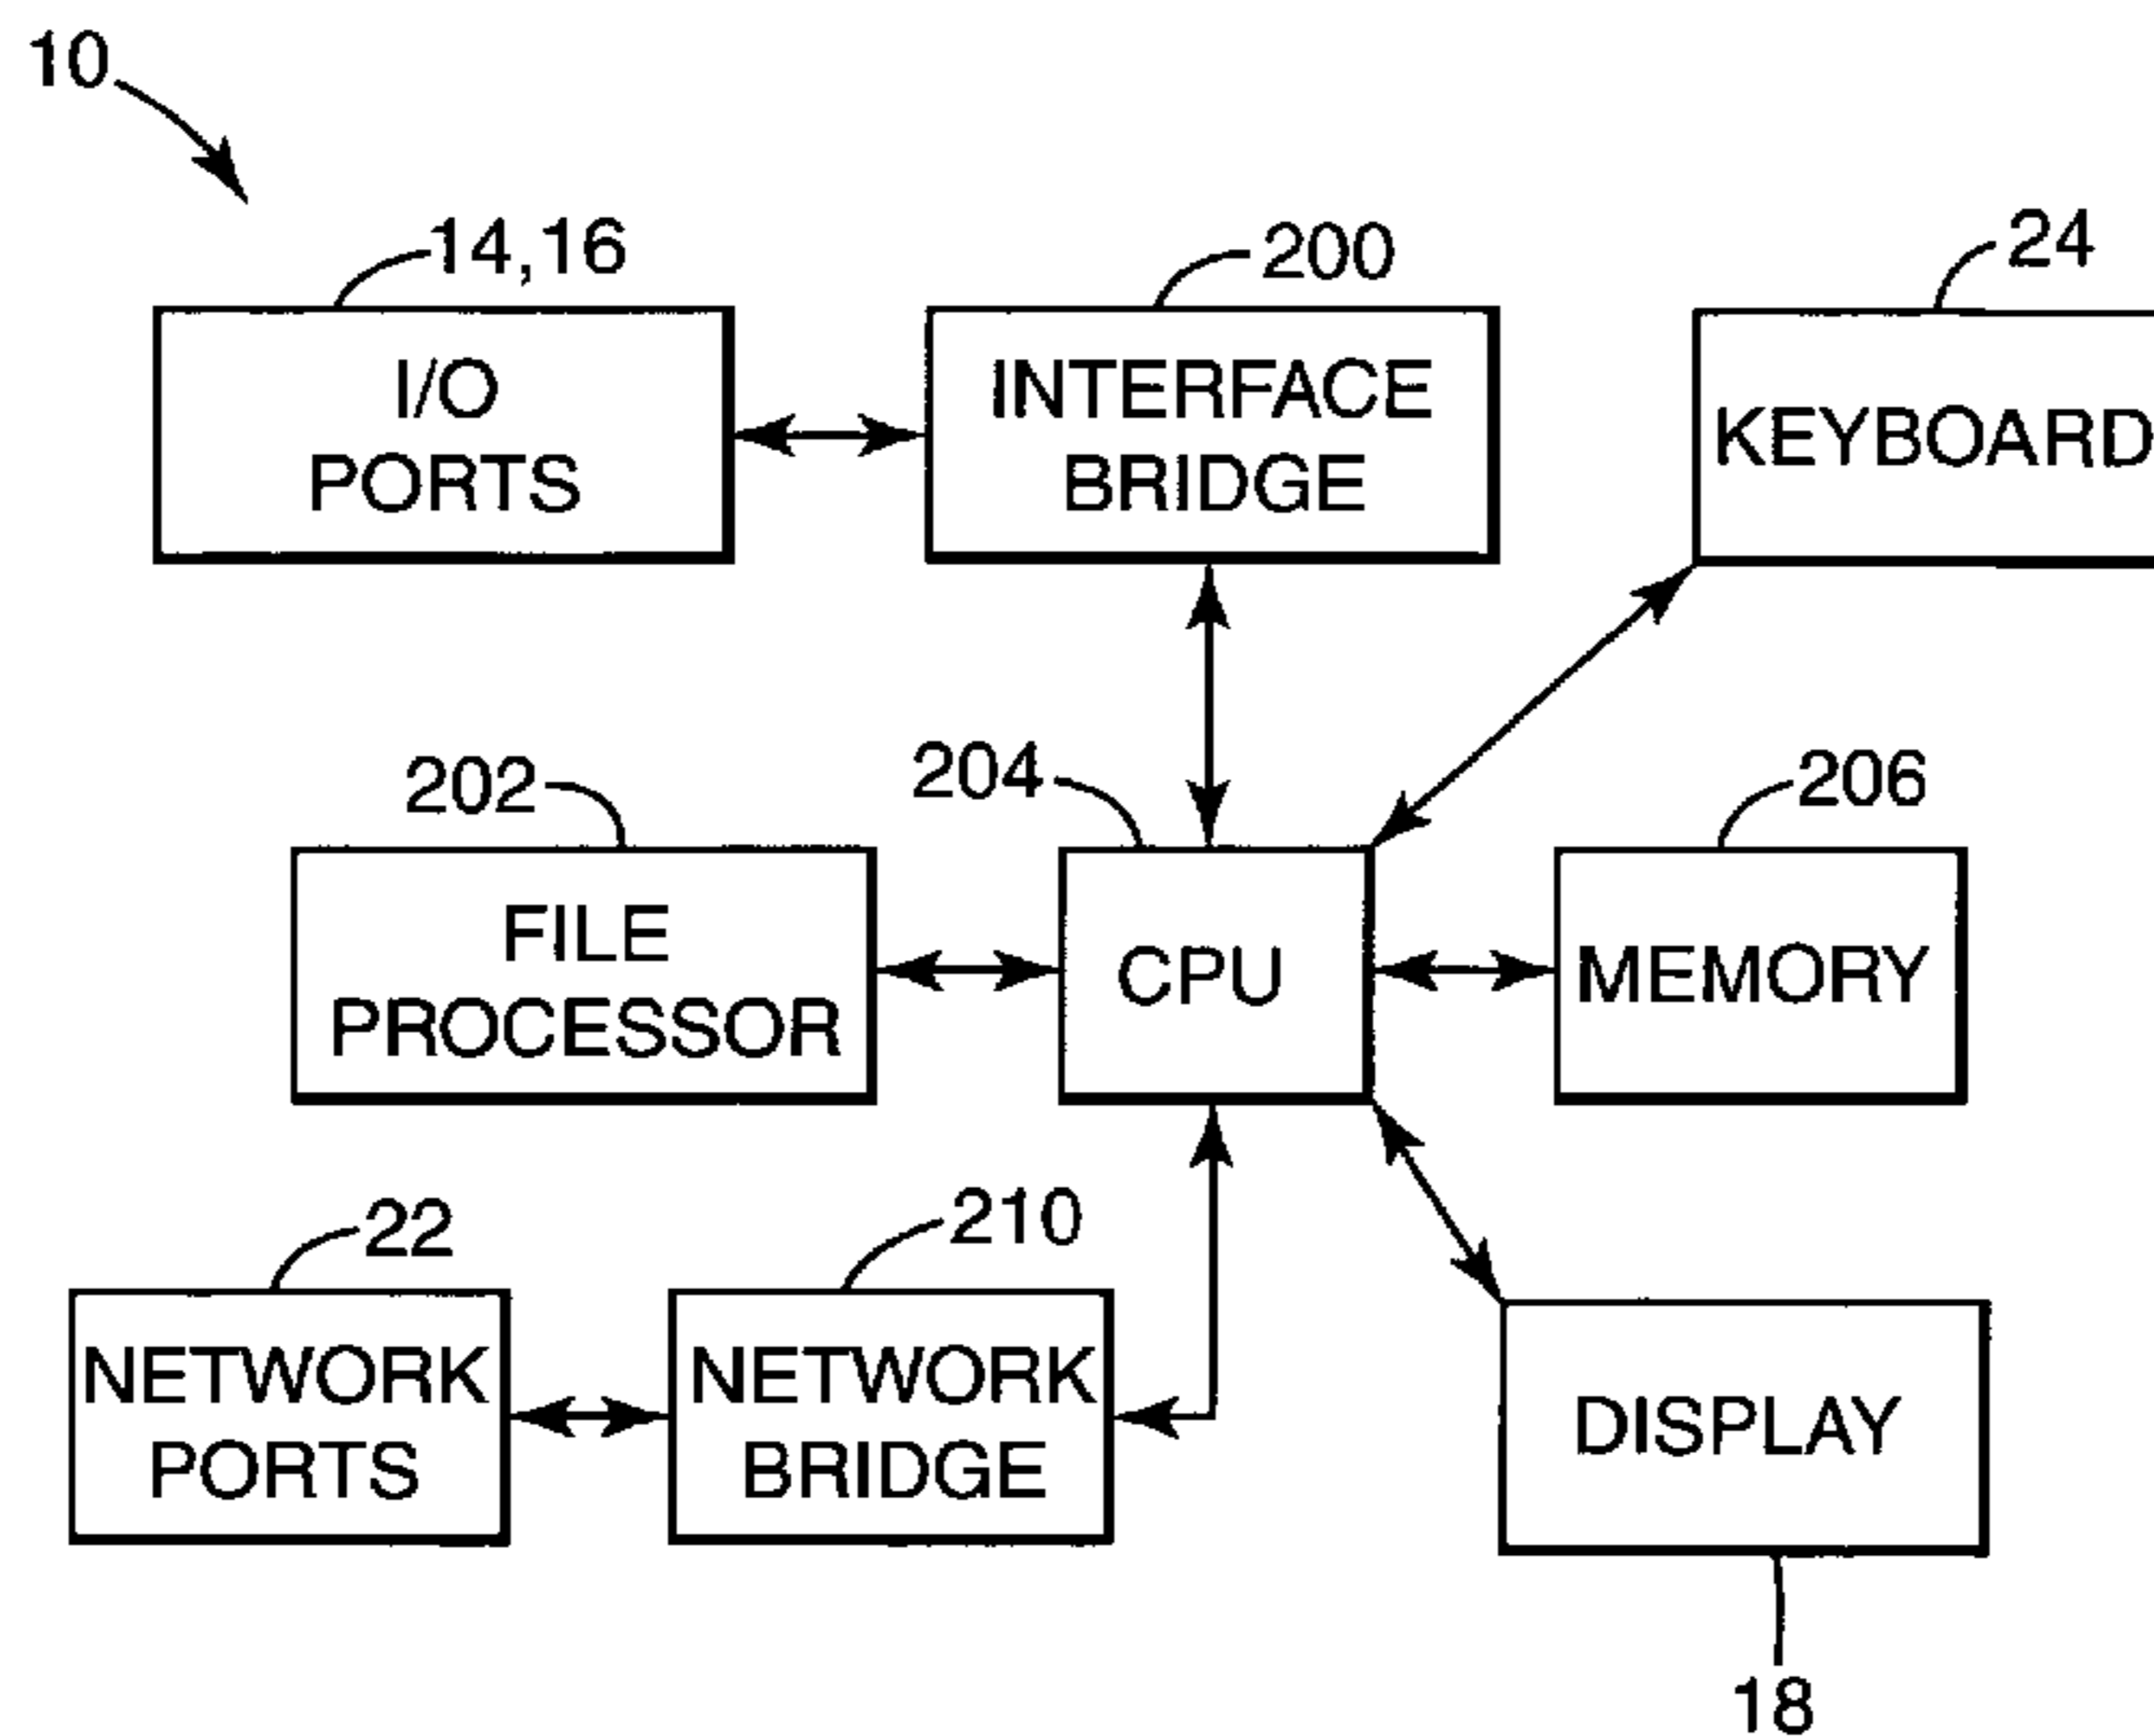 10
14,16
200
24
I/O
PORTS
INTERFACE
BRIDGE
KEYBOARD
202
204
206
FILE
PROCESSOR
CPU
MEMORY
22
210
NETWORK
PORTS
NETWORK
BRIDGE
DISPLAY
18